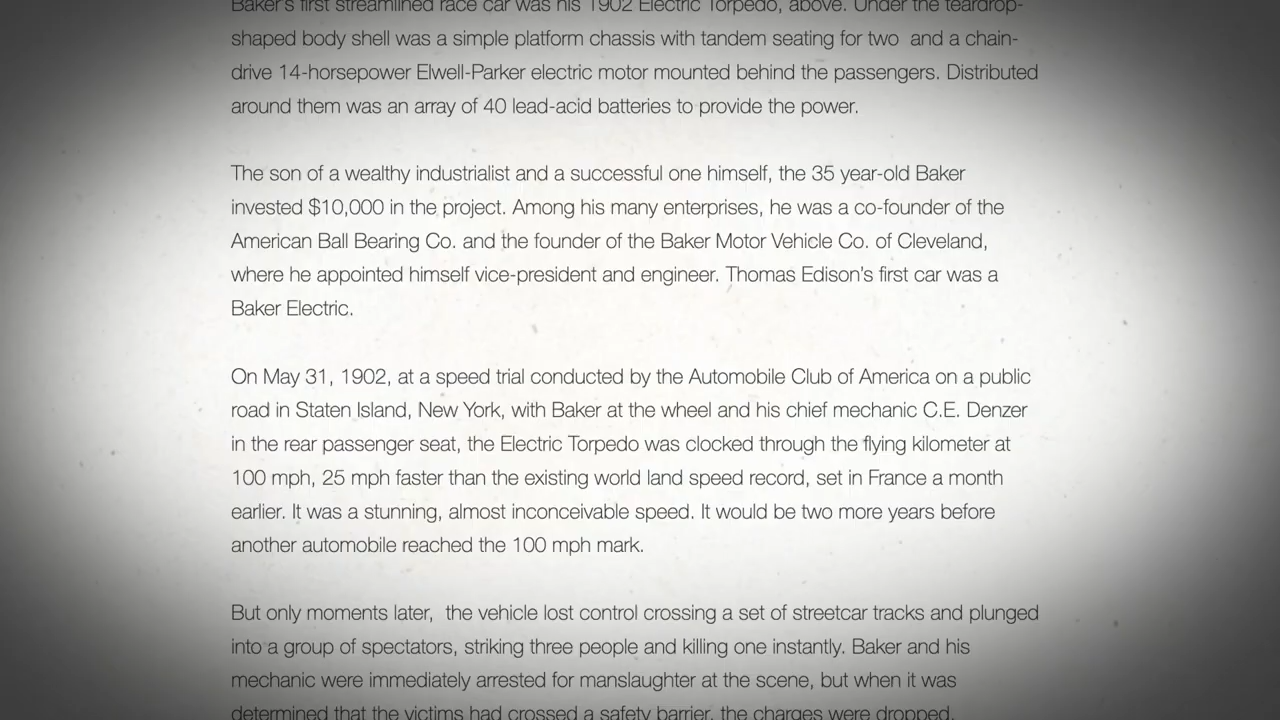 Baker's first streamlined race car was his 1902 Electric Torpedo, above. Under the teardrop-
shaped body shell was a simple platform chassis with tandem seating for two  and a chain-
drive 14-horsepower Elwell-Parker electric motor mounted behind the passengers. Distributed
around them was an array of 40 lead-acid batteries to provide the power.
The son of a wealthy industrialist and a successful one himself, the 35 year-old Baker
invested $10,000 in the project. Among his many enterprises, he was a co-founder of the
American Ball Bearing Co. and the founder of the Baker Motor Vehicle Co. of Cleveland,
where he appointed himself vice-president and engineer. Thomas Edison's first car was a
Baker Electric.
On May 31, 1902, at a speed trial conducted by the Automobile Club of America on a public
road in Staten Island, New York, with Baker at the wheel and his chief mechanic C.E. Denzer
in the rear passenger seat, the Electric Torpedo was clocked through the flying kilometer at
100 mph, 25 mph faster than the existing world land speed record, set in France a month
earlier. It was a stunning, almost inconceivable speed. It would be two more years before
another automobile reached the 100 mph mark.
But only moments later,  the vehicle lost control crossing a set of streetcar tracks and plunged
into a group of spectators, striking three people and killing one instantly. Baker and his
mechanic were immediately arrested for manslaughter at the scene, but when it was
determined that the victims had crossed a safety barrier, the charges were dropped.